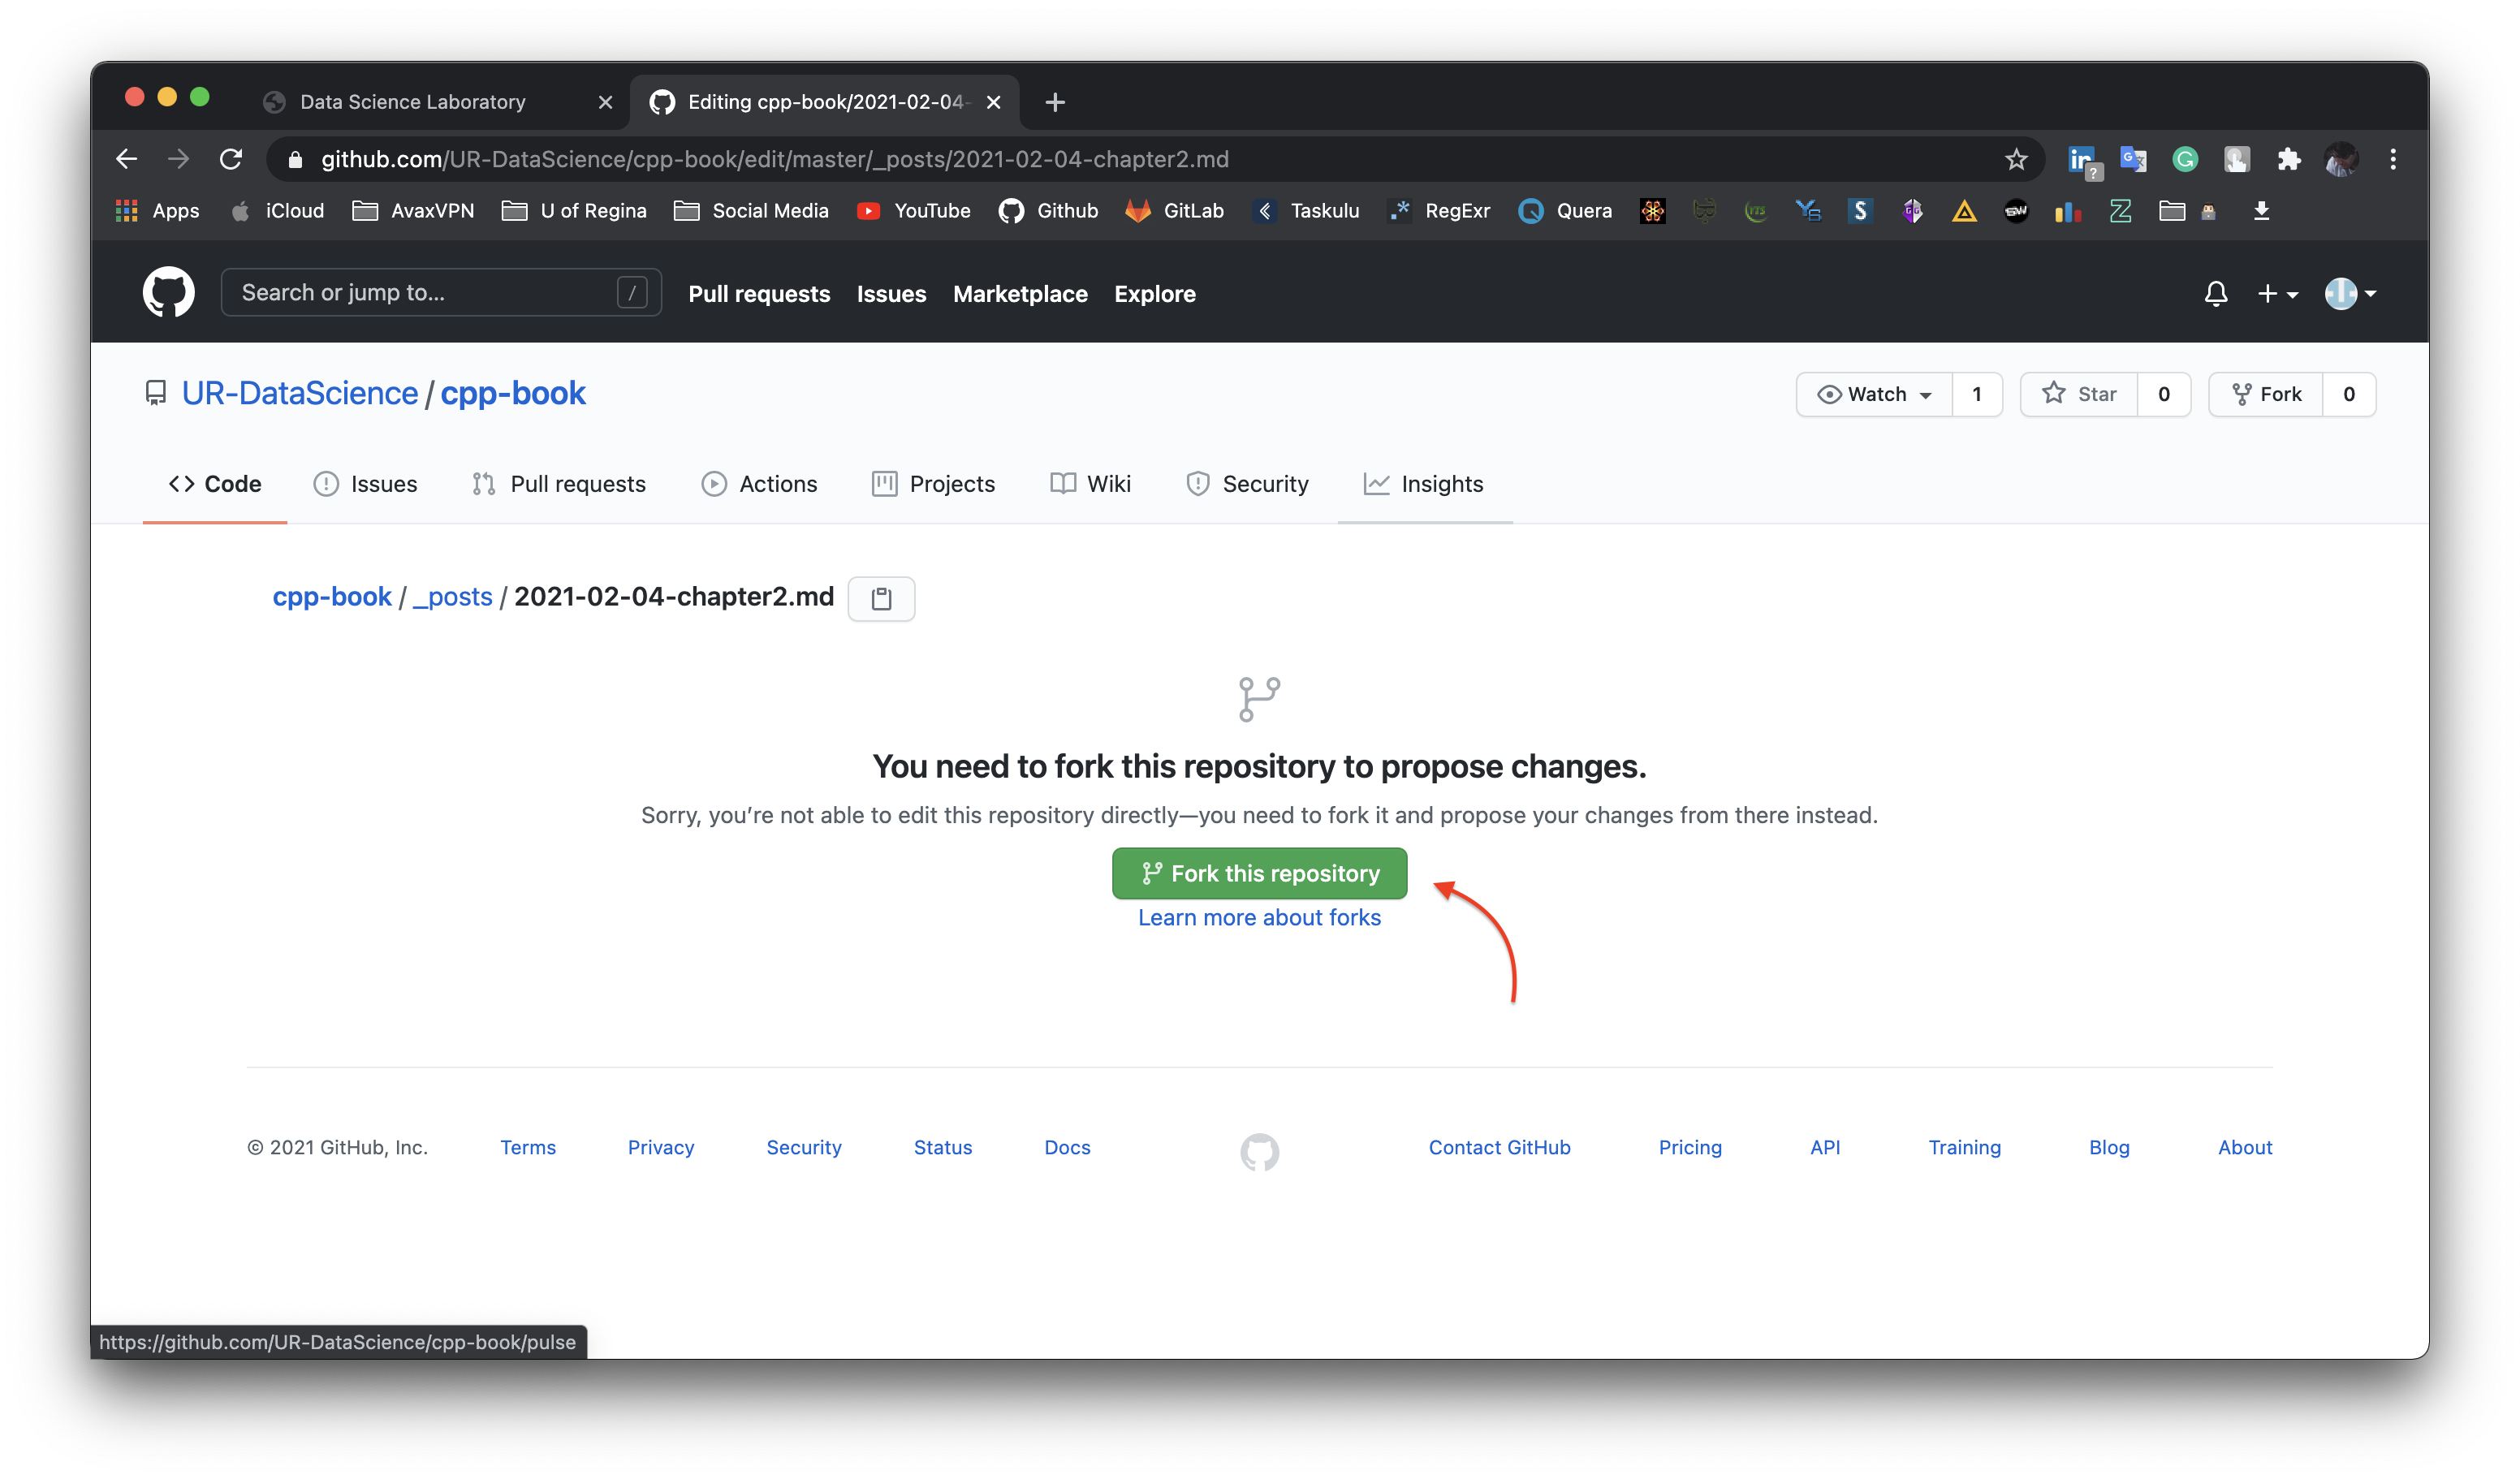 Data Science Laboratory
Editing cpp-book/2021-02-04-
github.com/UR-DataScience/cpp-book/edit/master/_posts/2021-02-04-chapter2.md
Apps iCloud AvaxVPN U of Regina Social Media YouTube Github GitLab Taskulu RegExr Quera
Search or jump to... /
Pull requests Issues Marketplace Explore
UR-DataScience / cpp-book
Watch 1 Star 0 Fork 0
Code Issues Pull requests Actions Projects Wiki Security Insights
cpp-book / _posts / 2021-02-04-chapter2.md
You need to fork this repository to propose changes.
Sorry, you’re not able to edit this repository directly—you need to fork it and propose your changes from there instead.
Fork this repository
Learn more about forks
© 2021 GitHub, Inc. Terms Privacy Security Status Docs Contact GitHub Pricing API Training Blog About
https://github.com/UR-DataScience/cpp-book/pulse